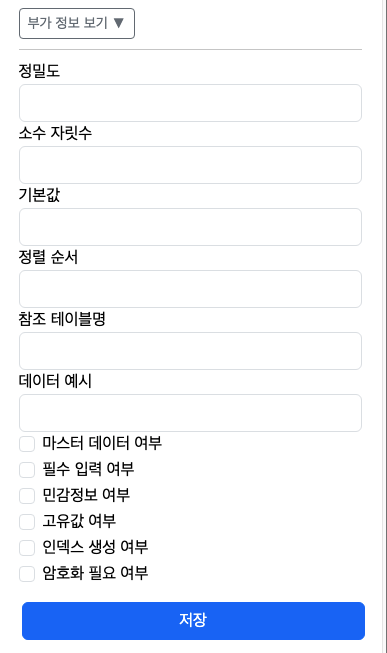 부가 정보 보기 ▼
정밀도
소수 자릿수
기본값
정렬 순서
참조 테이블명
데이터 예시
마스터 데이터 여부
필수 입력 여부
민감정보 여부
고유값 여부
인덱스 생성 여부
암호화 필요 여부
저장